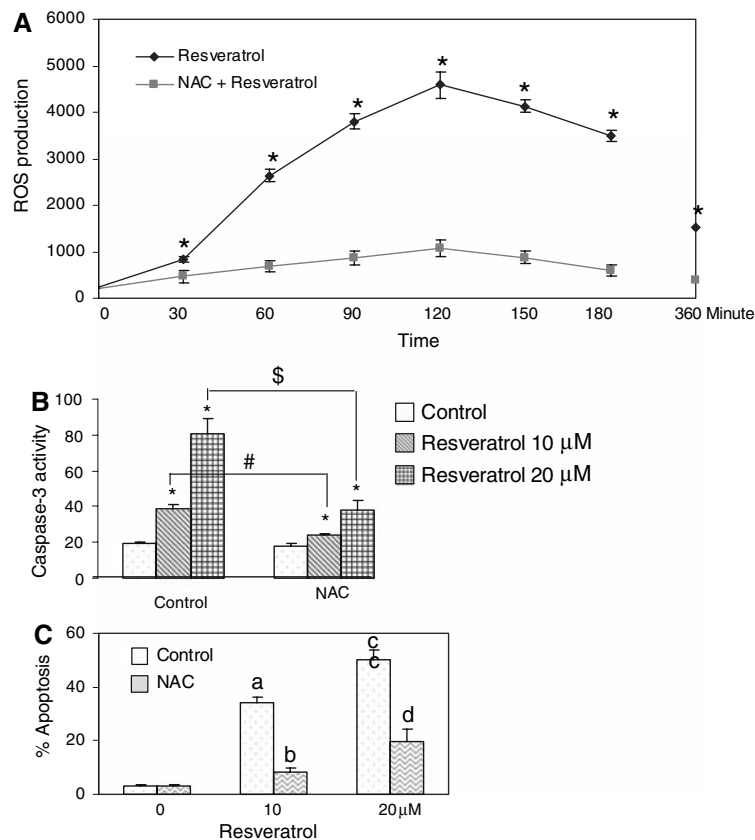 A
6000
5000
4000
3000
2000
1000
0
ROS production
Resveratrol
NAC + Resveratrol
* * * * * * *
0 30 60 90 120 150 180 360 Minute
Time
B
100
80
60
40
20
0
Caspase-3 activity
$
#
* * * *
Control NAC
Control
Resveratrol 10 µM
Resveratrol 20 µM
C
60
40
20
0
% Apoptosis
Control
NAC
a
b
c
c
d
0 10 20µM
Resveratrol